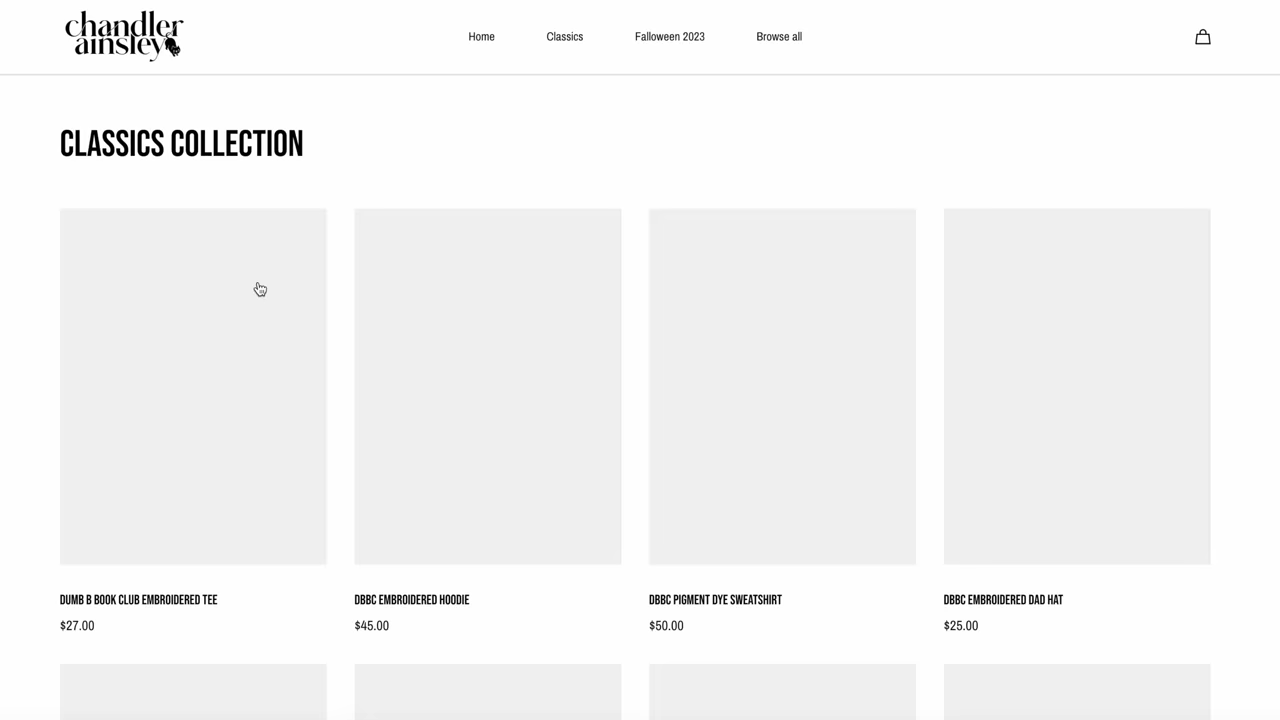 chandler
ainsley
Home
Classics
Falloween 2023
Browse all
CLASSICS COLLECTION
DUMB B BOOK CLUB EMBROIDERED TEE
$27.00
DBBC EMBROIDERED HOODIE
$45.00
DBBC PIGMENT DYE SWEATSHIRT
$50.00
DBBC EMBROIDERED DAD HAT
$25.00